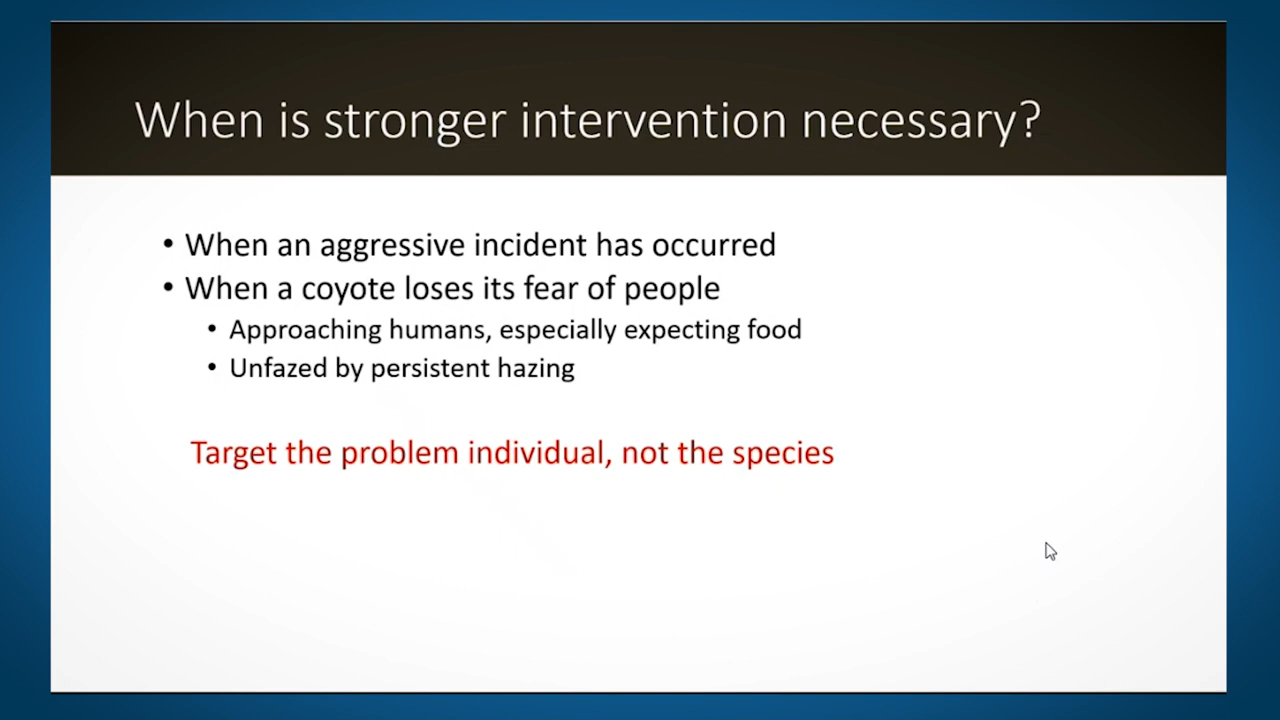 When is stronger intervention necessary?
• When an aggressive incident has occurred
• When a coyote loses its fear of people
• Approaching humans, especially expecting food
• Unfazed by persistent hazing
Target the problem individual, not the species